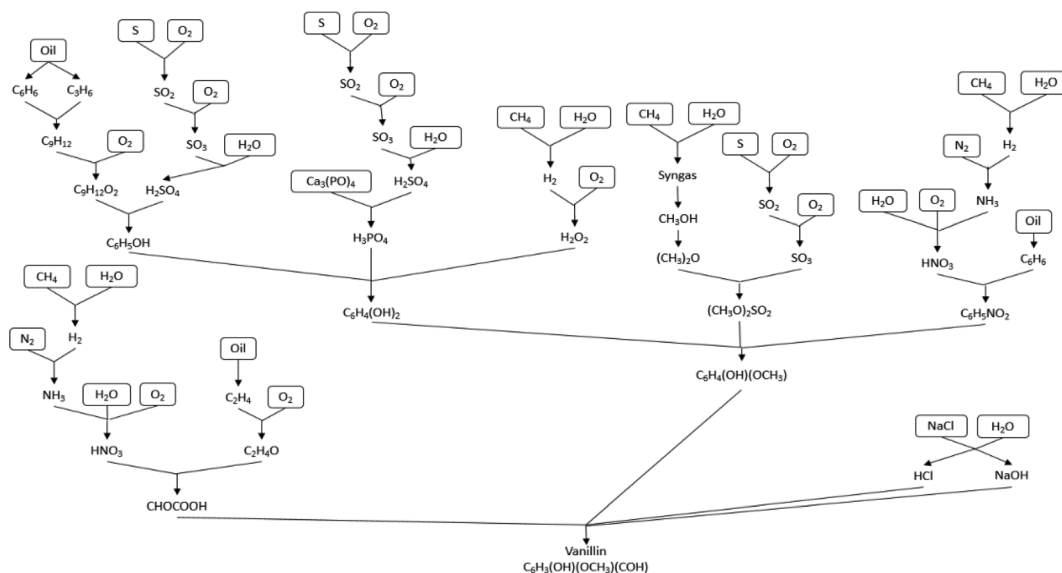 S O₂ S O₂
Oil
C₆H₆ C₃H₆ SO₂ O₂ SO₂ O₂ CH₄ H₂O
C₉H₁₂ O₂ SO₃ H₂O SO₃ H₂O CH₄ H₂O CH₄ H₂O S O₂ N₂ H₂
C₉H₁₂O₂ H₂SO₄ Ca₃(PO)₄ H₂SO₄ H₂ O₂ Syngas SO₂ O₂ H₂O O₂ NH₃
CH₃OH Oil
C₆H₅OH H₃PO₄ H₂O₂ (CH₃)₂O SO₃ HNO₃ C₆H₆
CH₄ H₂O
C₆H₄(OH)₂ (CH₃O)₂SO₂ C₆H₅NO₂
N₂ H₂ Oil
C₆H₄(OH)(OCH₃)
NH₃ H₂O O₂ C₂H₄ O₂
NaCl H₂O
HNO₃ C₂H₄O
HCl NaOH
CHOCOOH
Vanillin
C₆H₃(OH)(OCH₃)(COH)